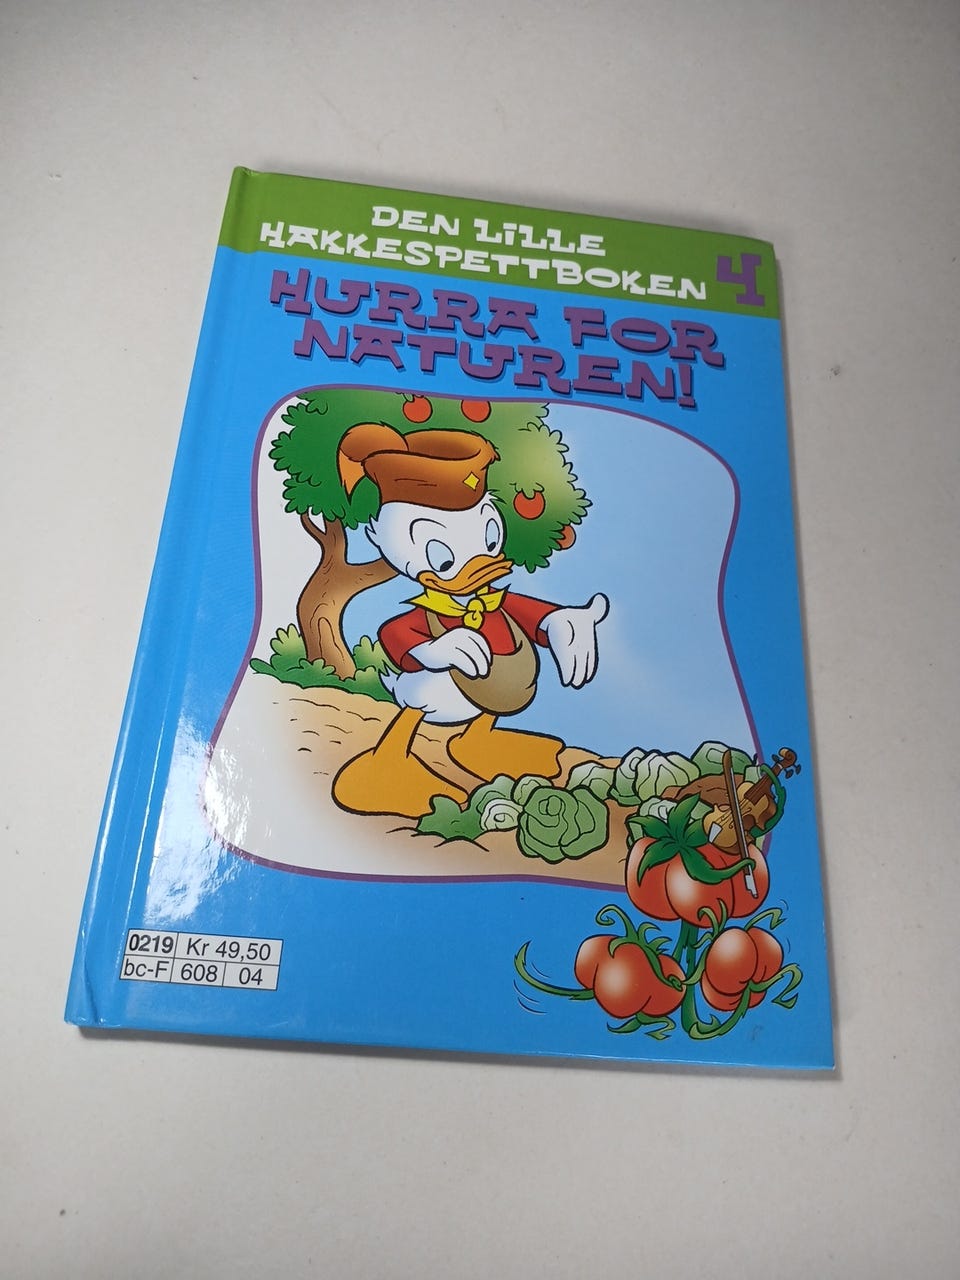 DEN LILLE
HAKKESPETTBOKEN 4
HURRA FOR
NATUREN!
0219 Kr 49,50
bc-F 608 04